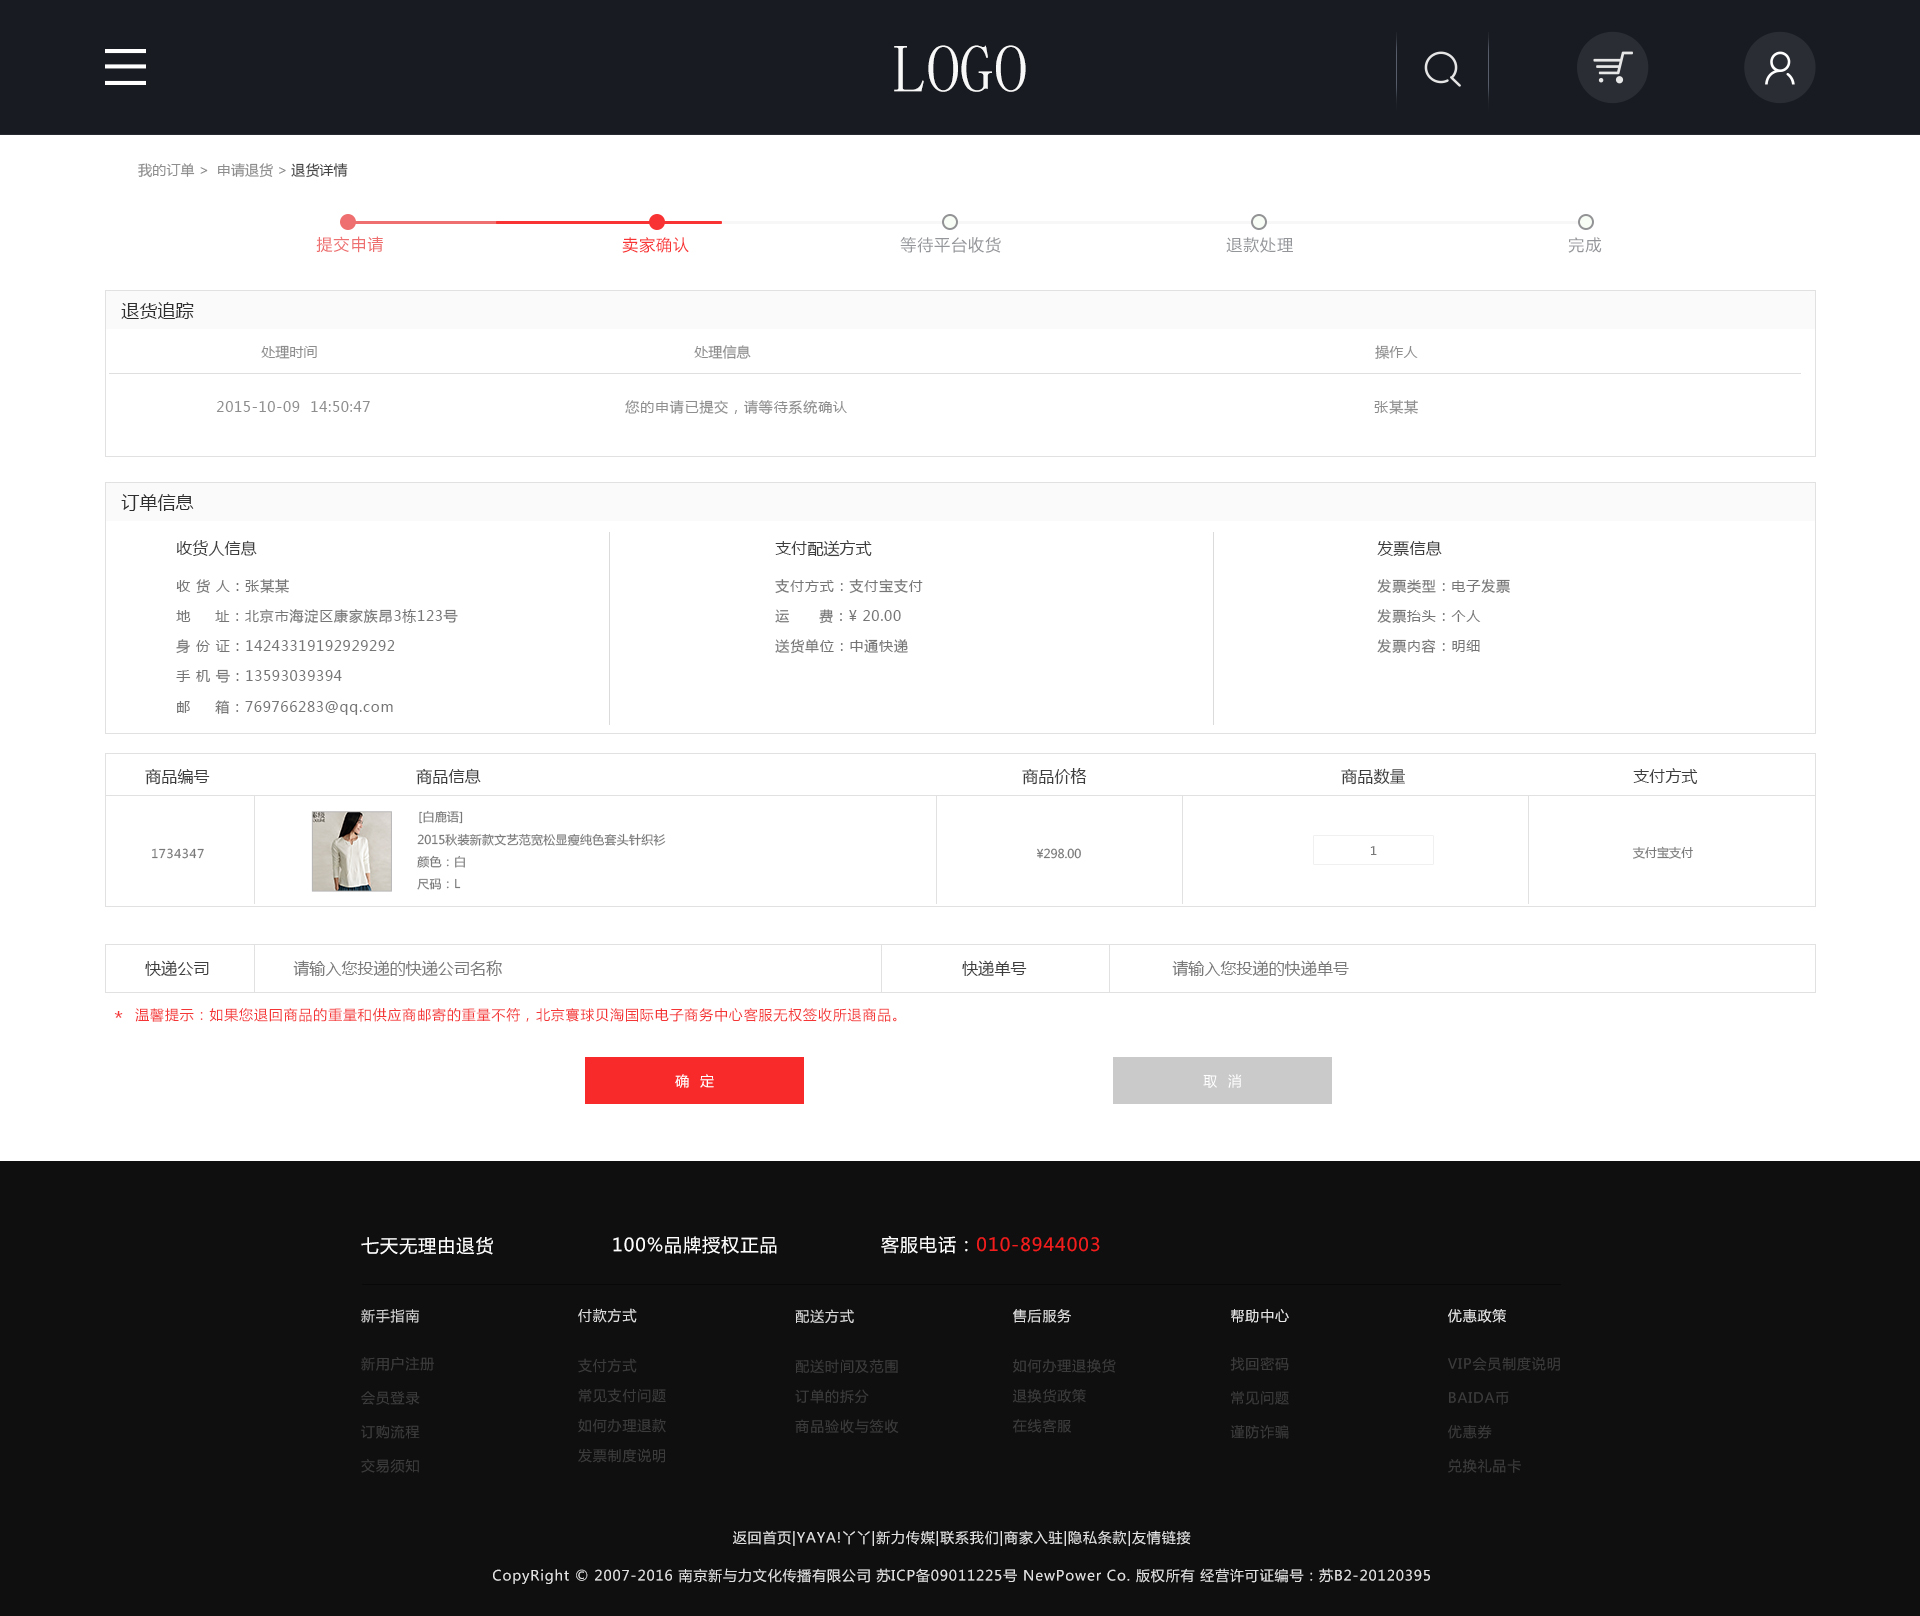 LOGO
我的订单 > 申请退货 > 退货详情
提交申请 卖家确认 等待平台收货 退款处理 完成
退货追踪
处理时间 处理信息 操作人
2015-10-09 14:50:47 您的申请已提交，请等待系统确认 张某某
订单信息
收货人信息 支付配送方式 发票信息
收 货 人：张某某 支付方式：支付宝支付 发票类型：电子发票
地 址：北京市海淀区康家族昂3栋123号 运 费：¥ 20.00 发票抬头：个人
身 份 证：14243319192929292 送货单位：中通快递 发票内容：明细
手 机 号：13593039394
邮 箱：769766283@qq.com
商品编号 商品信息 商品价格 商品数量 支付方式
[白鹿语]
2015秋装新款文艺范宽松显瘦纯色套头针织衫
1734347 ¥298.00 1 支付宝支付
颜色：白
尺码：L
快递公司 请输入您投递的快递公司名称 快递单号 请输入您投递的快递单号
* 温馨提示：如果您退回商品的重量和供应商邮寄的重量不符，北京寰球贝淘国际电子商务中心客服无权签收所退商品。
确 定 取 消
七天无理由退货 100%品牌授权正品 客服电话：010-8944003
新手指南 付款方式 配送方式 售后服务 帮助中心 优惠政策
新用户注册 支付方式 配送时间及范围 如何办理退换货 找回密码 VIP会员制度说明
会员登录 常见支付问题 订单的拆分 退换货政策 常见问题 BAIDA币
订购流程 如何办理退款 商品验收与签收 在线客服 谨防诈骗 优惠券
交易须知 发票制度说明 兑换礼品卡
返回首页|YAYA!丫丫|新力传媒|联系我们|商家入驻|隐私条款|友情链接
CopyRight © 2007-2016 南京新与力文化传播有限公司 苏ICP备09011225号 NewPower Co. 版权所有 经营许可证编号：苏B2-20120395